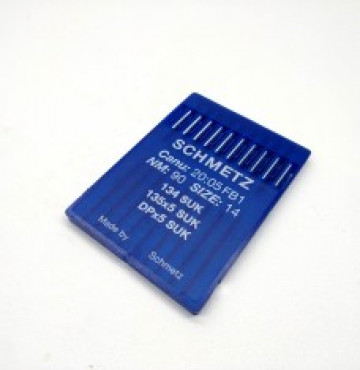 SCHMETZ
Canu: 20:05 FB1
NM: 90 SIZE: 14
134 SUK
135x5 SUK
DPx5 SUK
Made by Schmetz